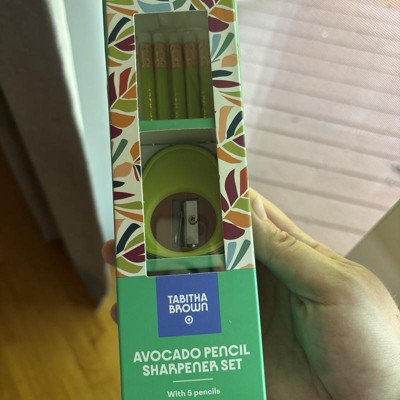 TABITHA
BROWN
AVOCADO PENCIL
SHARPENER SET
With 5 pencils